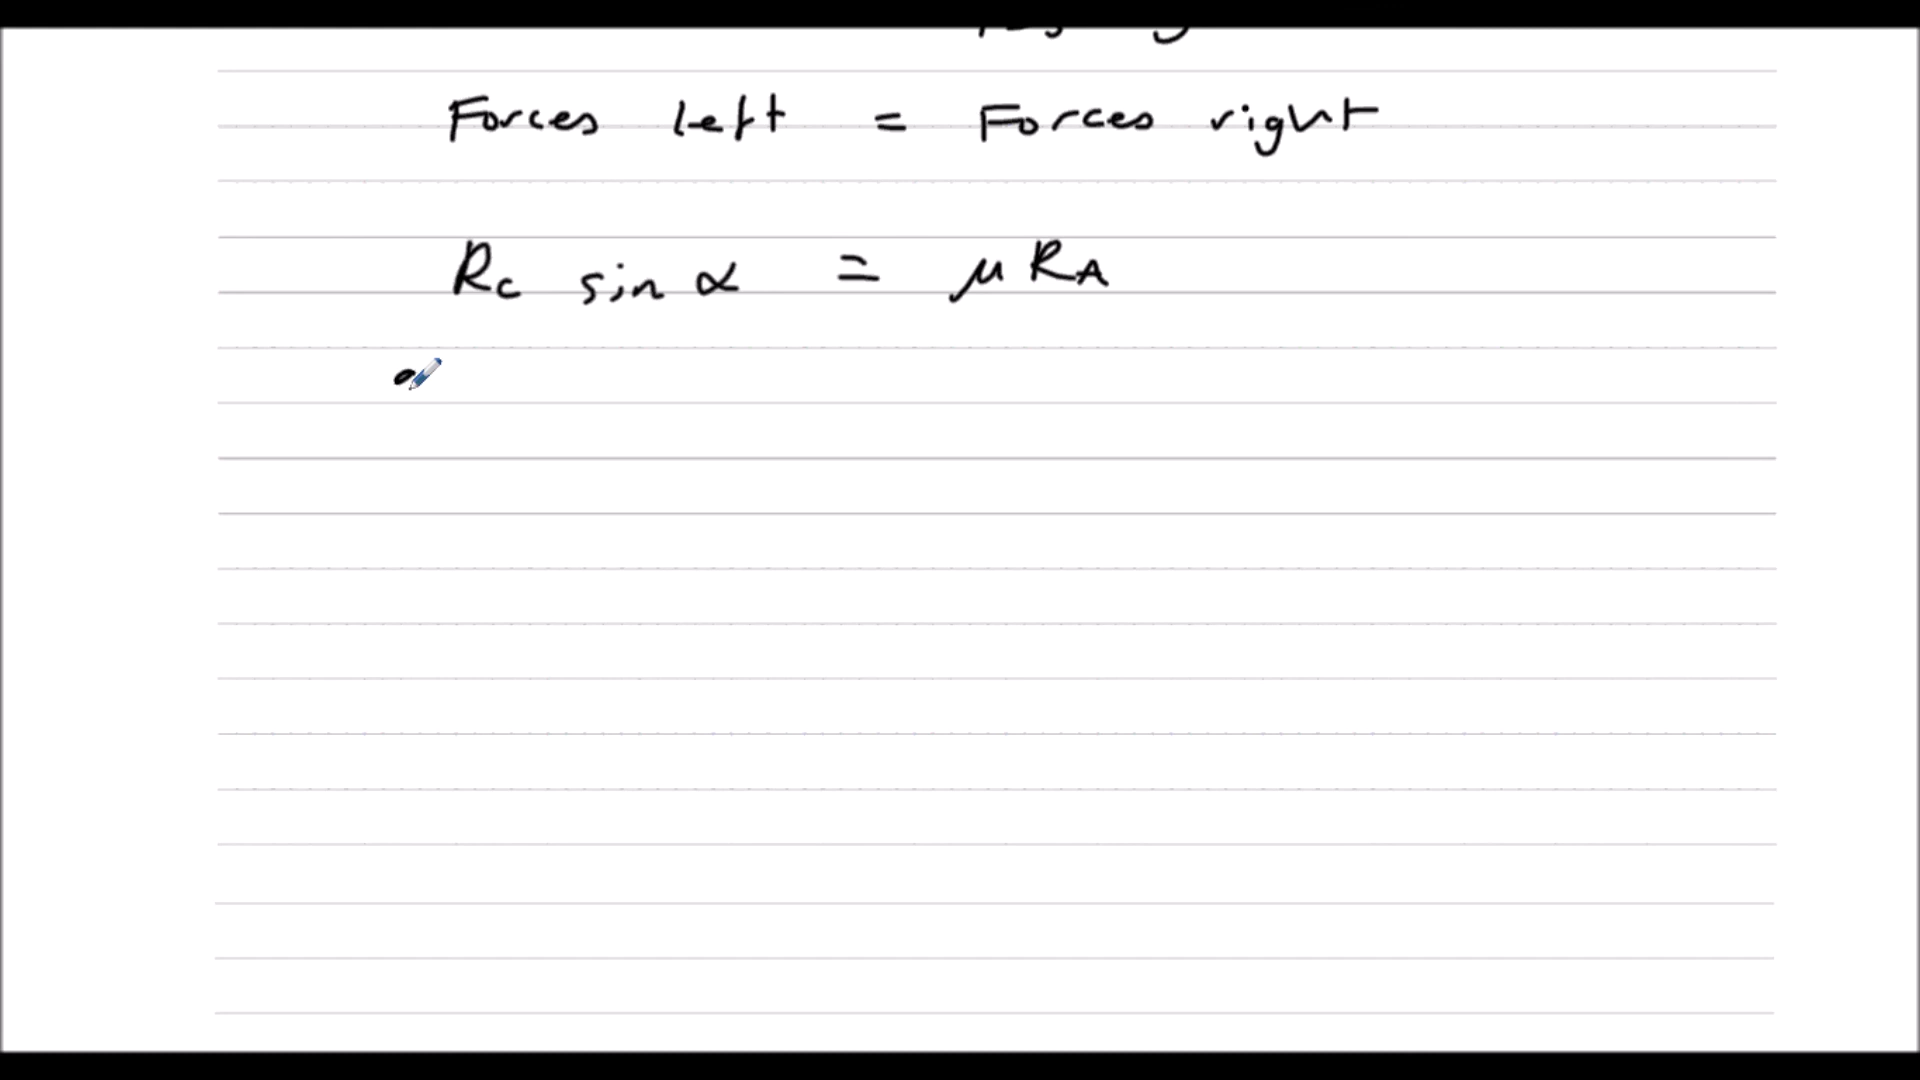 Forces left = Forces right
Rc sin α = μ RA